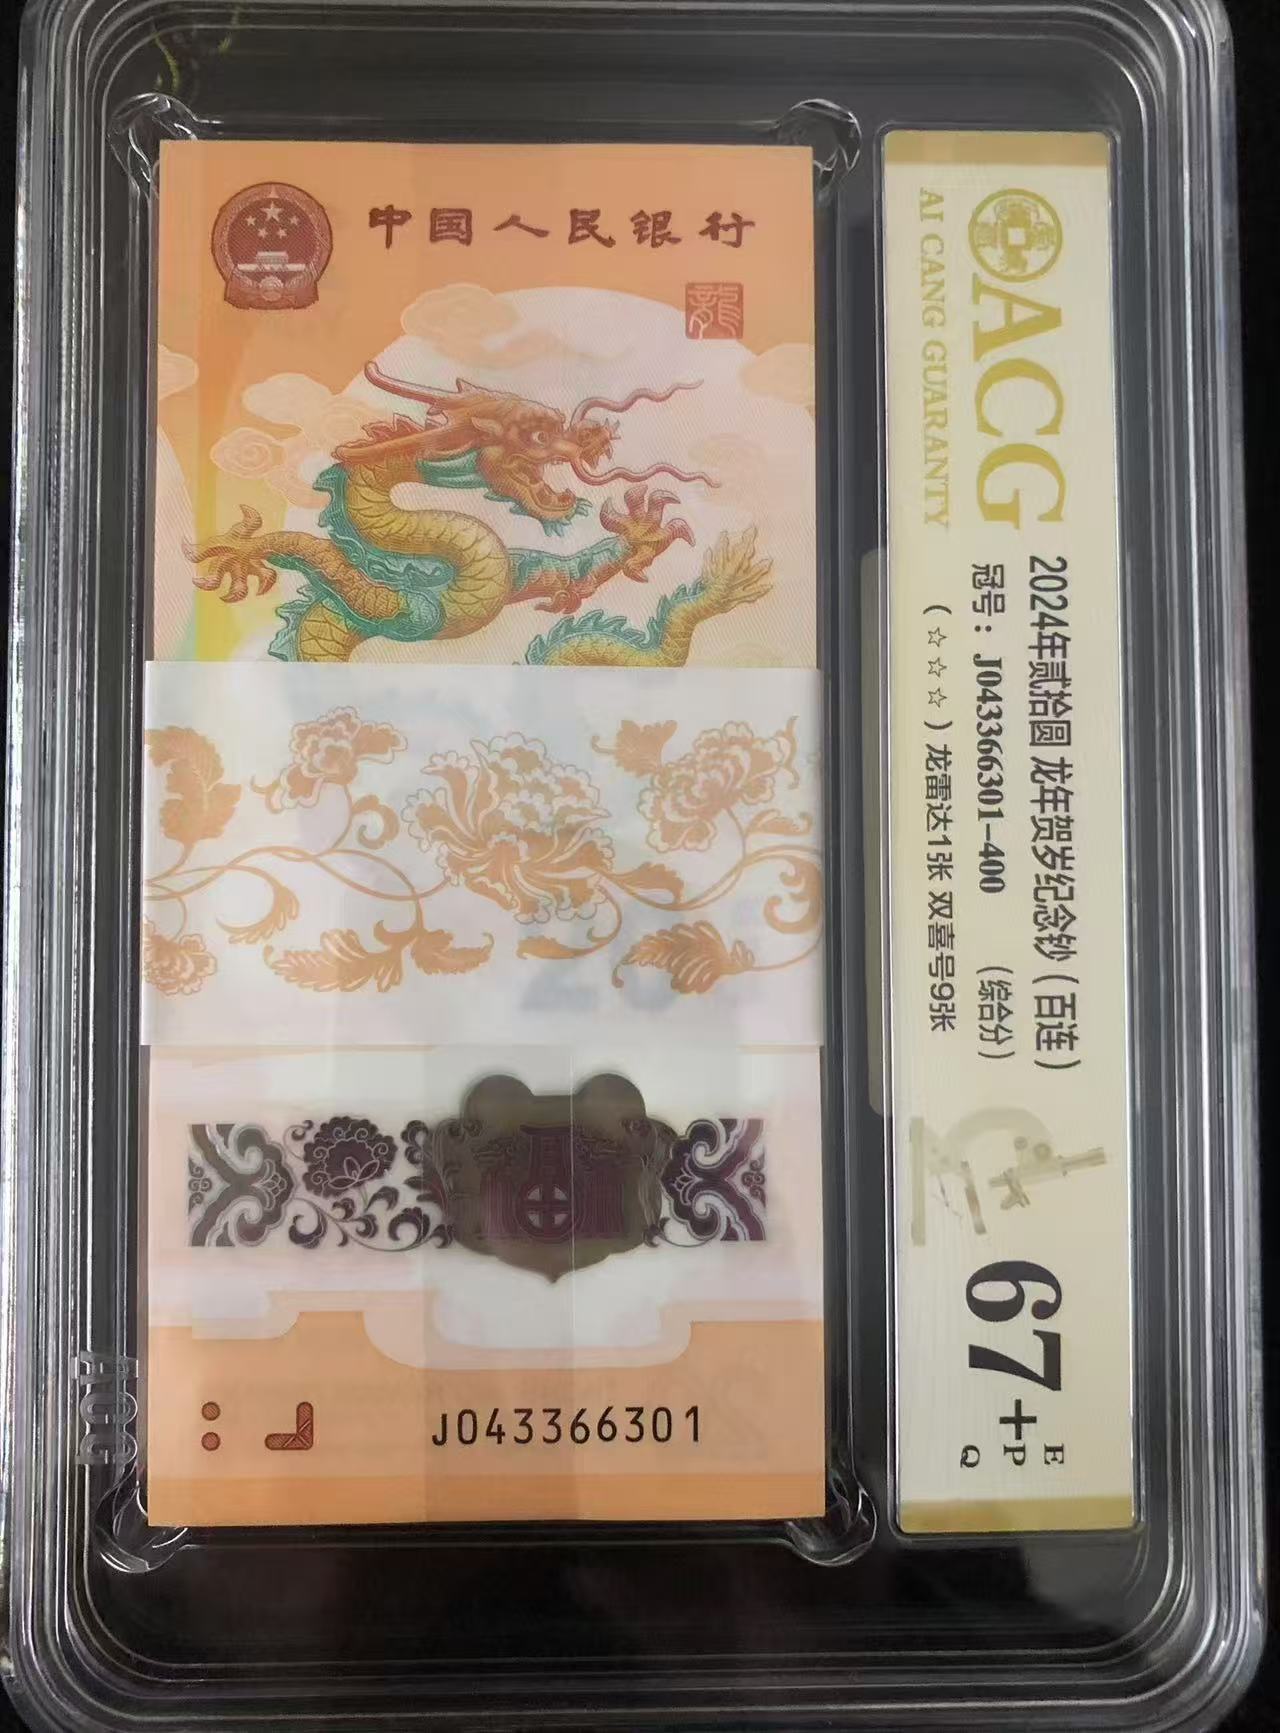 中国人民银行
龍
J043366301
ACG
AI CANG GUARANTY
2024年贰拾圆 龙年贺岁纪念钞（百连）
冠号：J043366301-400 （综合分）
（☆☆☆）龙雷达1张 双喜号9张
67+
E
P
Q
ACG